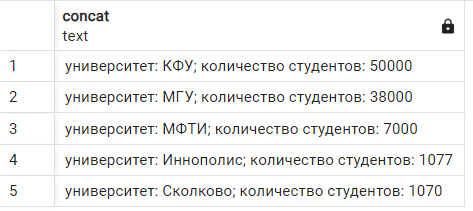 concat
text
1 университет: КФУ; количество студентов: 50000
2 университет: МГУ; количество студентов: 38000
3 университет: МФТИ; количество студентов: 7000
4 университет: Иннополис; количество студентов: 1077
5 университет: Сколково; количество студентов: 1070